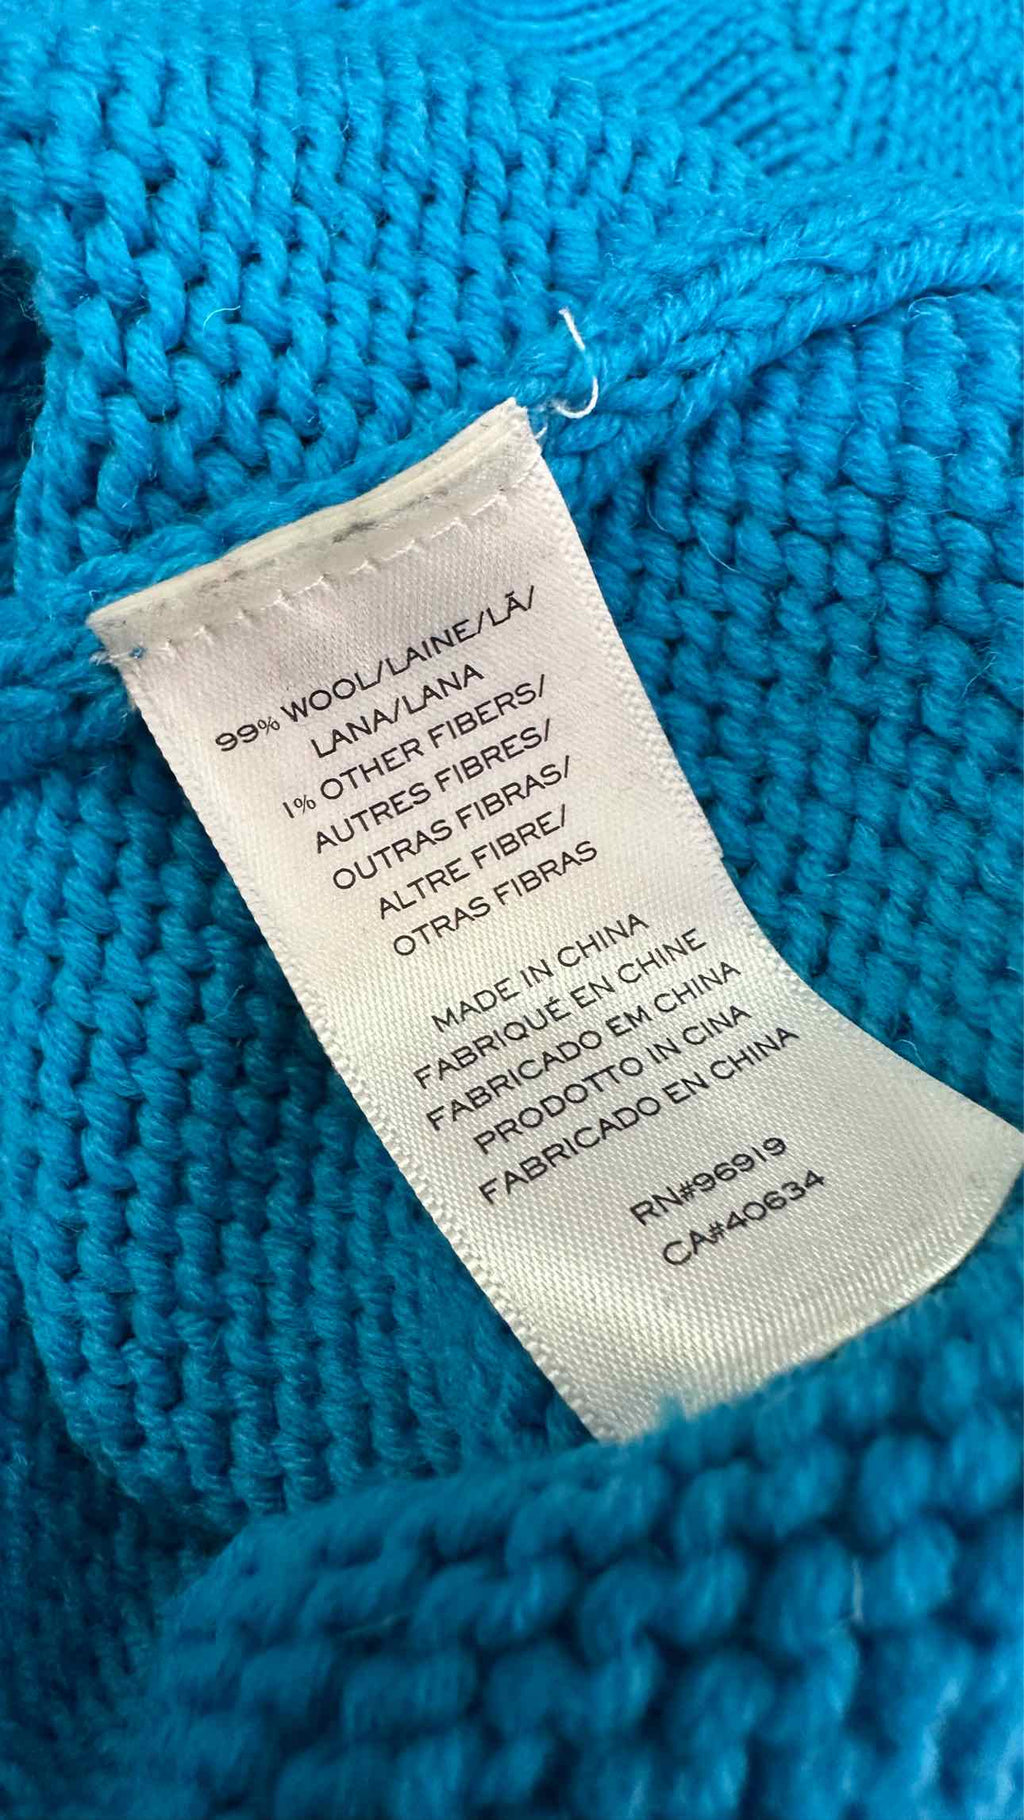 99% WOOL/LAINE/LÃ/
LANA/LANA
1% OTHER FIBERS/
AUTRES FIBRES/
OUTRAS FIBRAS/
ALTRE FIBRE/
OTRAS FIBRAS
MADE IN CHINA
FABRIQUÉ EN CHINE
FABRICADO EM CHINA
PRODOTTO IN CINA
FABRICADO EN CHINA
RN#96919
CA#40634